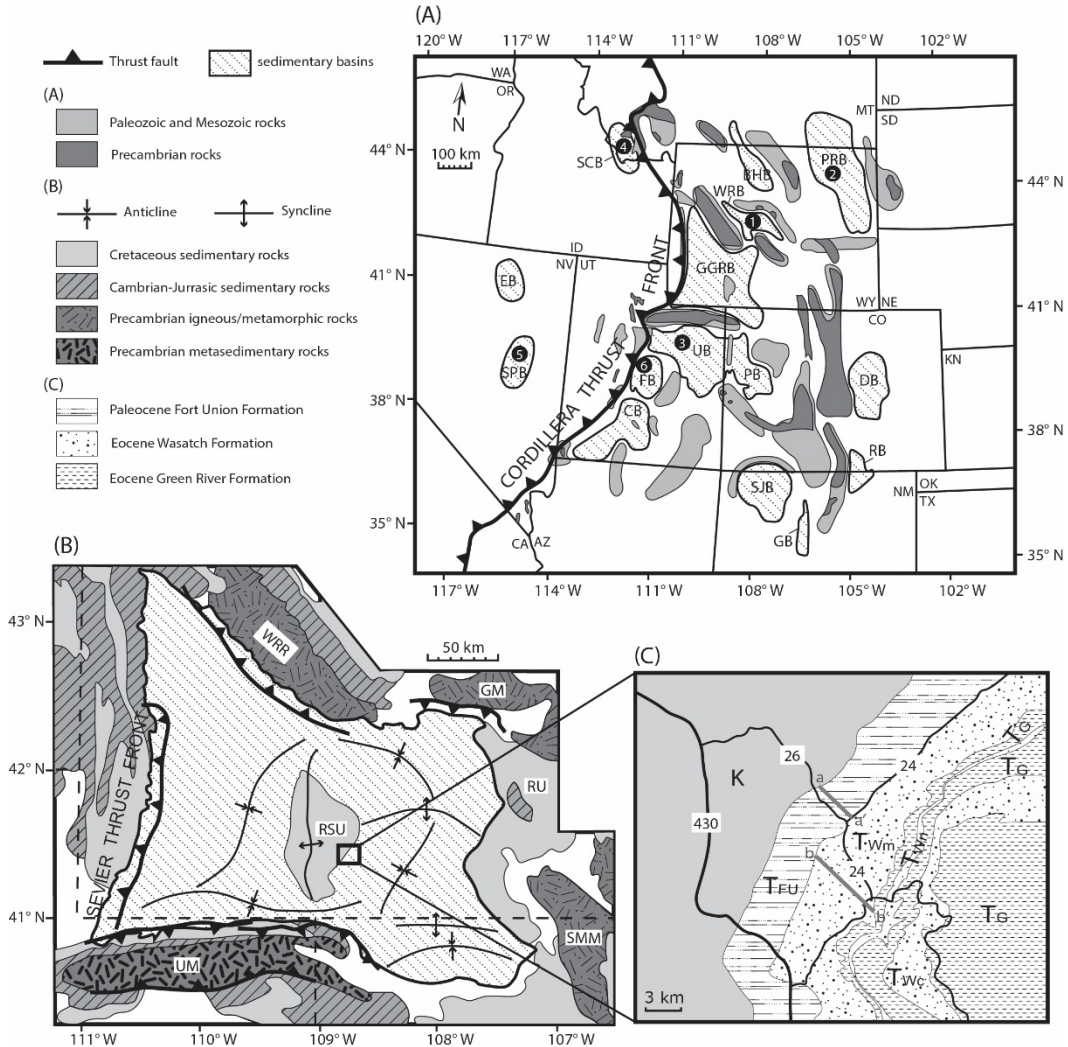 Thrust fault
sedimentary basins
(A)
Paleozoic and Mesozoic rocks
Precambrian rocks
(B)
Anticline
Syncline
Cretaceous sedimentary rocks
Cambrian-Jurrasic sedimentary rocks
Precambrian igneous/metamorphic rocks
Precambrian metasedimentary rocks
(C)
Paleocene Fort Union Formation
Eocene Wasatch Formation
Eocene Green River Formation
(A)
120° W
117° W
114° W
111° W
108° W
105° W
102° W
WA
OR
N
100 km
44° N
41° N
38° N
35° N
SCB
4
MT
ND
SD
PRB
2
BHB
WRB
1
GGRB
ID
NV
UT
EB
5
SPB
CORDILLERA THRUST FRONT
WY
NE
CO
KN
3
UB
6
FB
PB
CB
DB
RB
SJB
GB
NM
OK
TX
CA
AZ
44° N
41° N
38° N
35° N
117° W
114° W
111° W
108° W
105° W
102° W
(B)
43° N
42° N
41° N
WRR
50 km
GM
SEVIER THRUST FRONT
RSU
RU
SMM
UM
111° W
110° W
109° W
108° W
107° W
(C)
K
26
24
430
a
a'
b
b'
24
TG
TG
TWm
TWn
TFU
TG
TWc
3 km